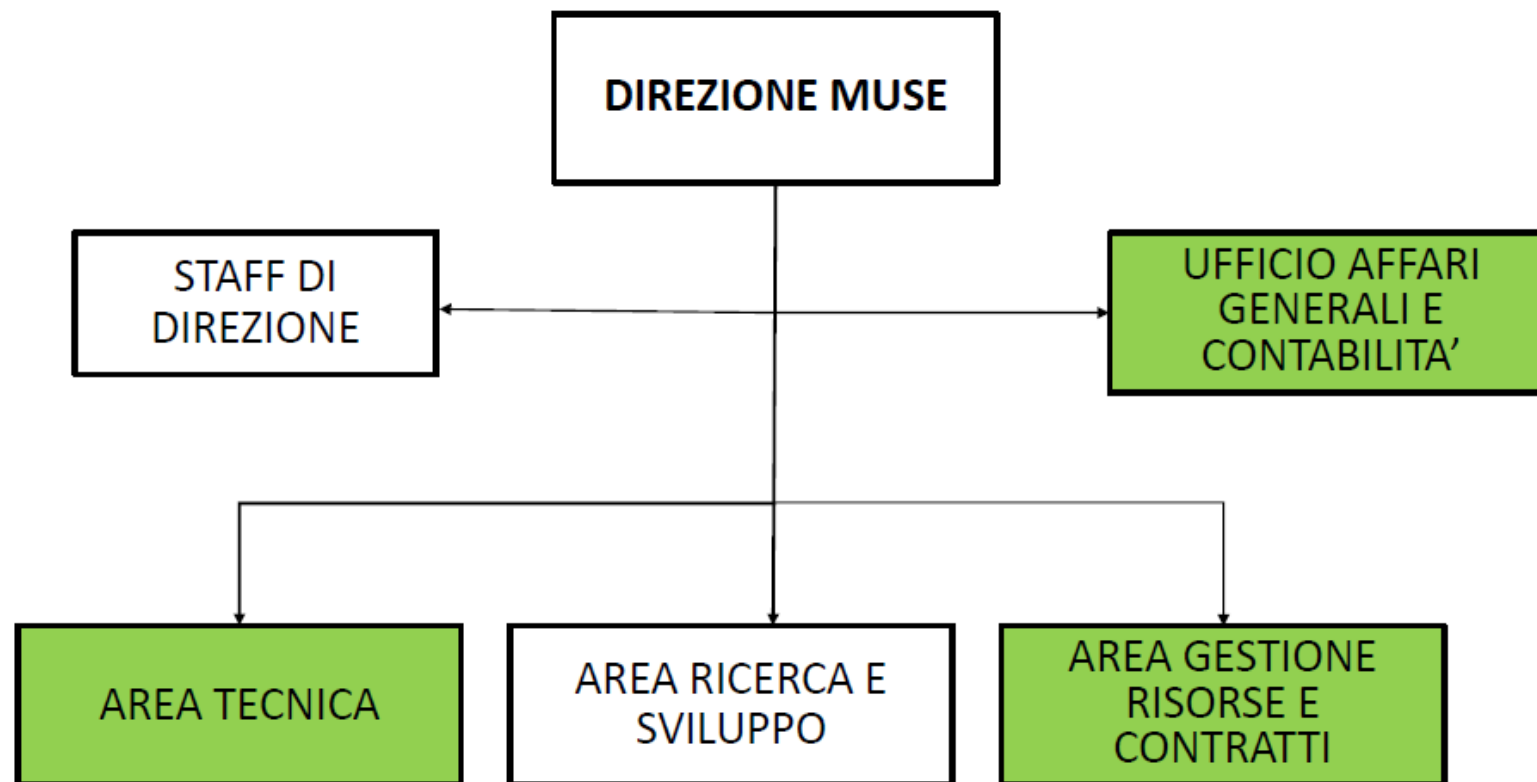 DIREZIONE MUSE
STAFF DI
DIREZIONE
UFFICIO AFFARI
GENERALI E
CONTABILITA’
AREA TECNICA
AREA RICERCA E
SVILUPPO
AREA GESTIONE
RISORSE E
CONTRATTI